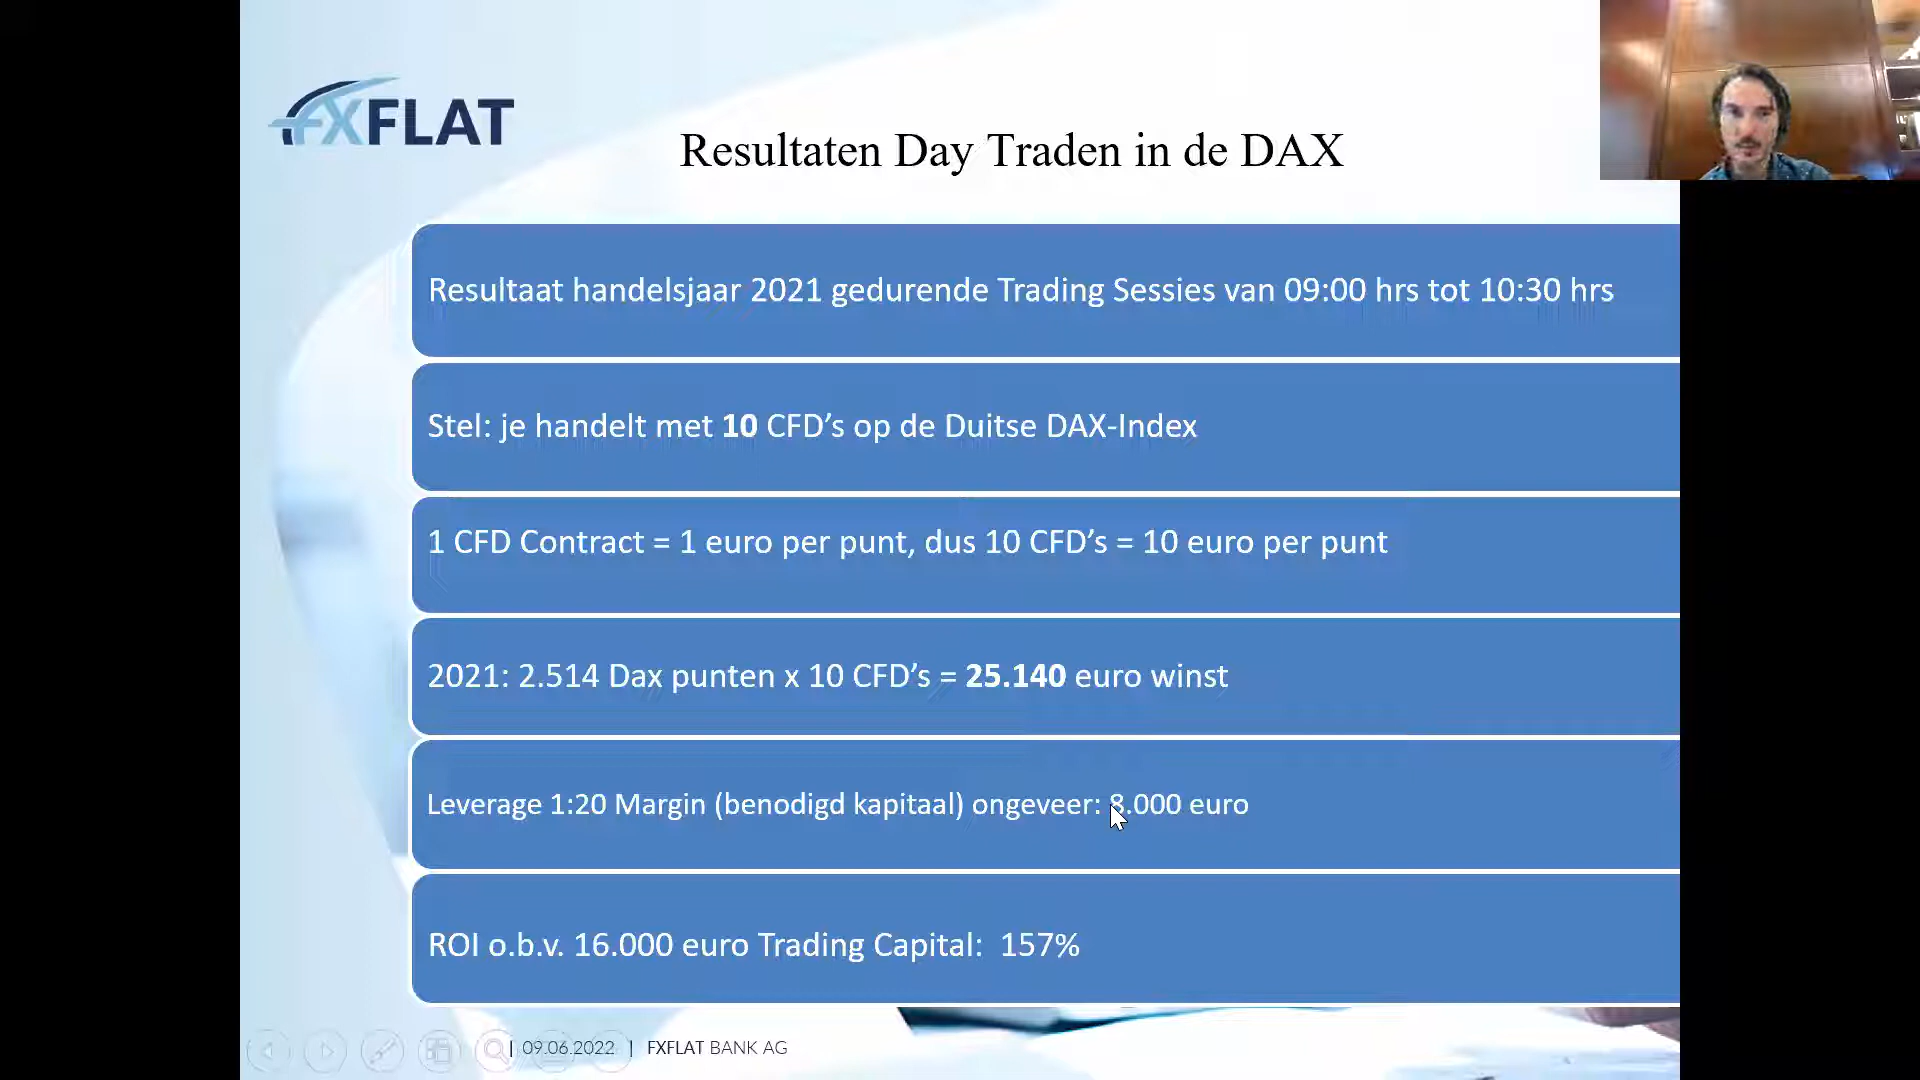 FXFLAT
Resultaten Day Traden in de DAX
Resultaat handelsjaar 2021 gedurende Trading Sessies van 09:00 hrs tot 10:30 hrs
Stel: je handelt met 10 CFD’s op de Duitse DAX-Index
1 CFD Contract = 1 euro per punt, dus 10 CFD’s = 10 euro per punt
2021: 2.514 Dax punten x 10 CFD’s = 25.140 euro winst
Leverage 1:20 Margin (benodigd kapitaal) ongeveer: 8.000 euro
ROI o.b.v. 16.000 euro Trading Capital: 157%
| 09.06.2022 | FXFLAT BANK AG